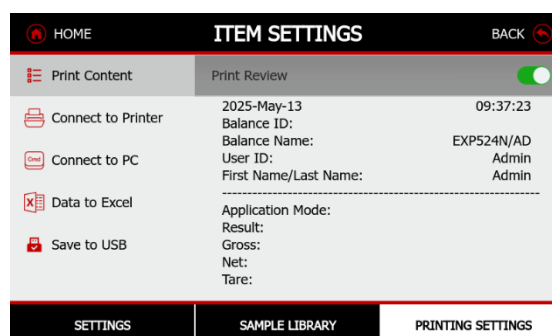 HOME ITEM SETTINGS BACK
Print Content
Connect to Printer
Cmd Connect to PC
Data to Excel
Save to USB
Print Review
2025-May-13 09:37:23
Balance ID:
Balance Name: EXP524N/AD
User ID: Admin
First Name/Last Name: Admin
--------------------------------------------------------------------------------
Application Mode:
Result:
Gross:
Net:
Tare:
SETTINGS SAMPLE LIBRARY PRINTING SETTINGS